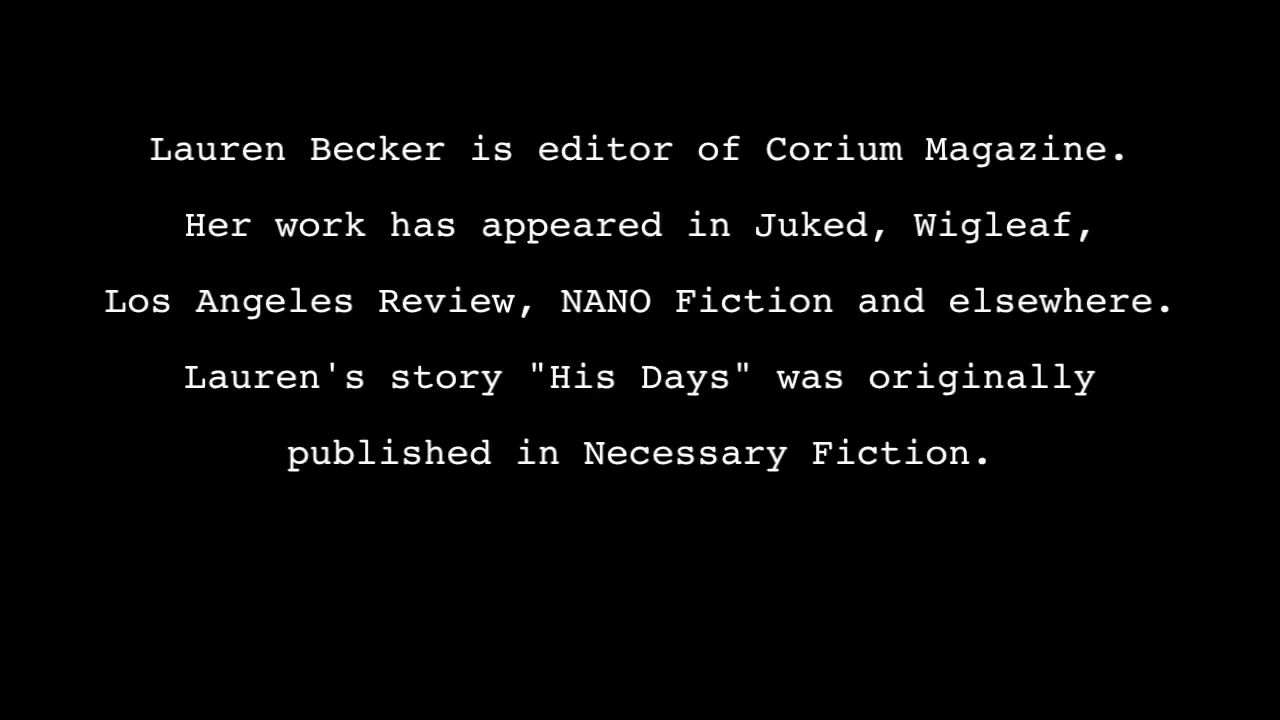 Lauren Becker is editor of Corium Magazine.
Her work has appeared in Juked, Wigleaf,
Los Angeles Review, NANO Fiction and elsewhere.
Lauren's story "His Days" was originally
published in Necessary Fiction.